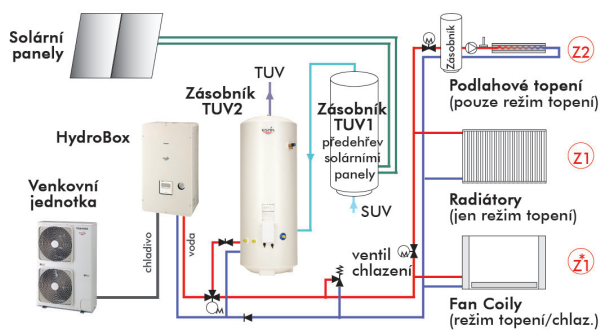 Solární
panely
TUV
Zásobník
TUV2
Zásobník
TUV1
předehřev
solárními
panely
SUV
HydroBox
Venkovní
jednotka
chladivo
voda
M
M
ventil
chlazení
M
Zásobník
Z2
Podlahové topení
(pouze režim topení)
Z1
Radiátory
(jen režim topení)
Z1*
Fan Coily
(režim topení/chlaz.)